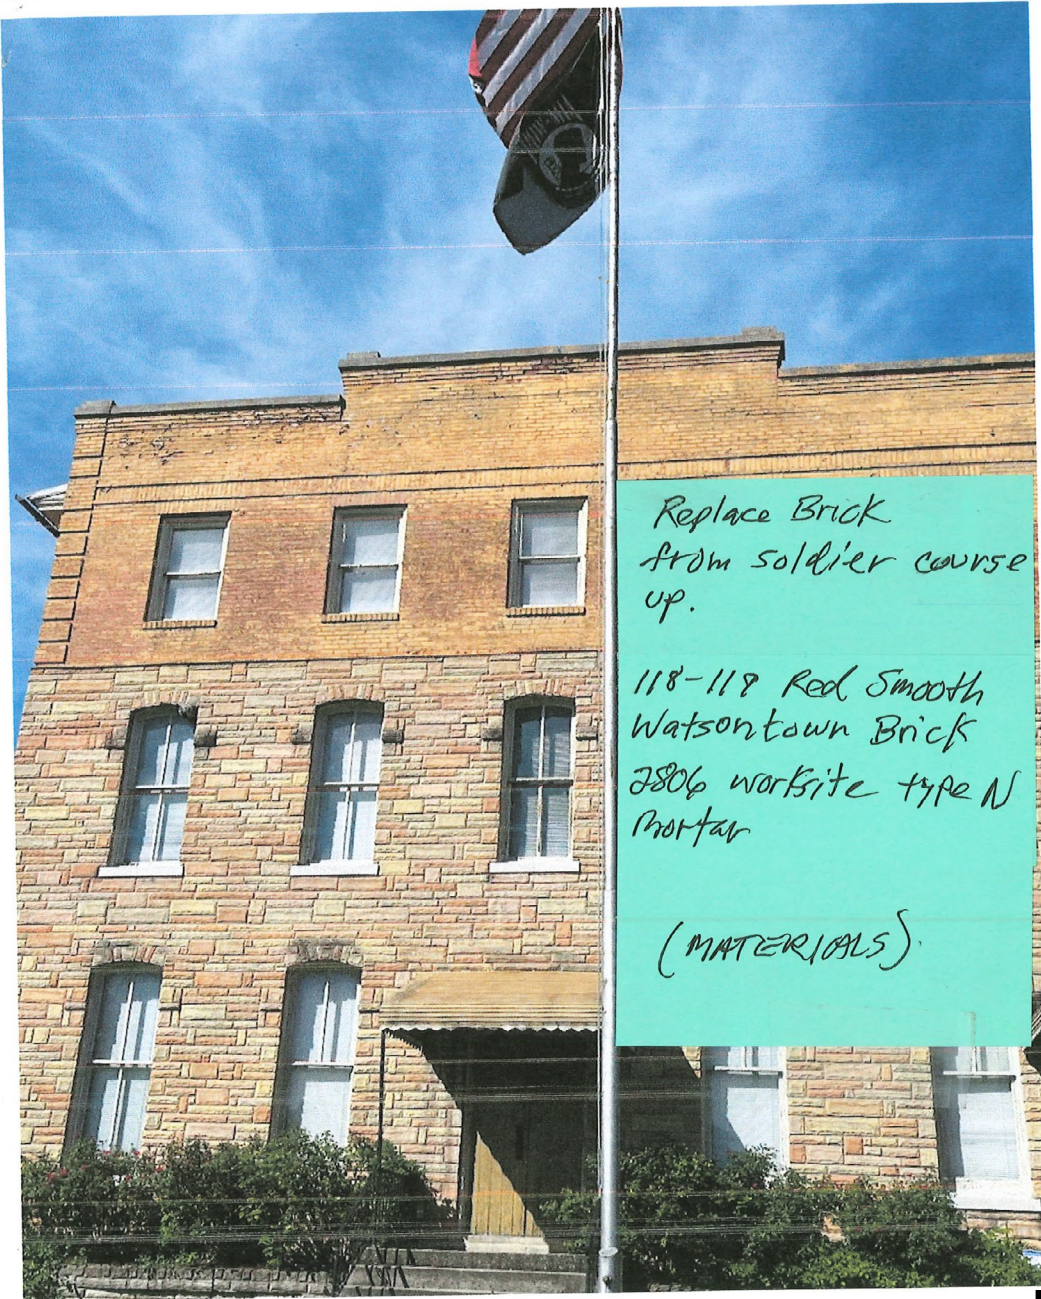 Replace Brick
from soldier course
up.
118-118 Red Smooth
Watsontown Brick
2806 worksite type N
mortar
(MATERIALS).